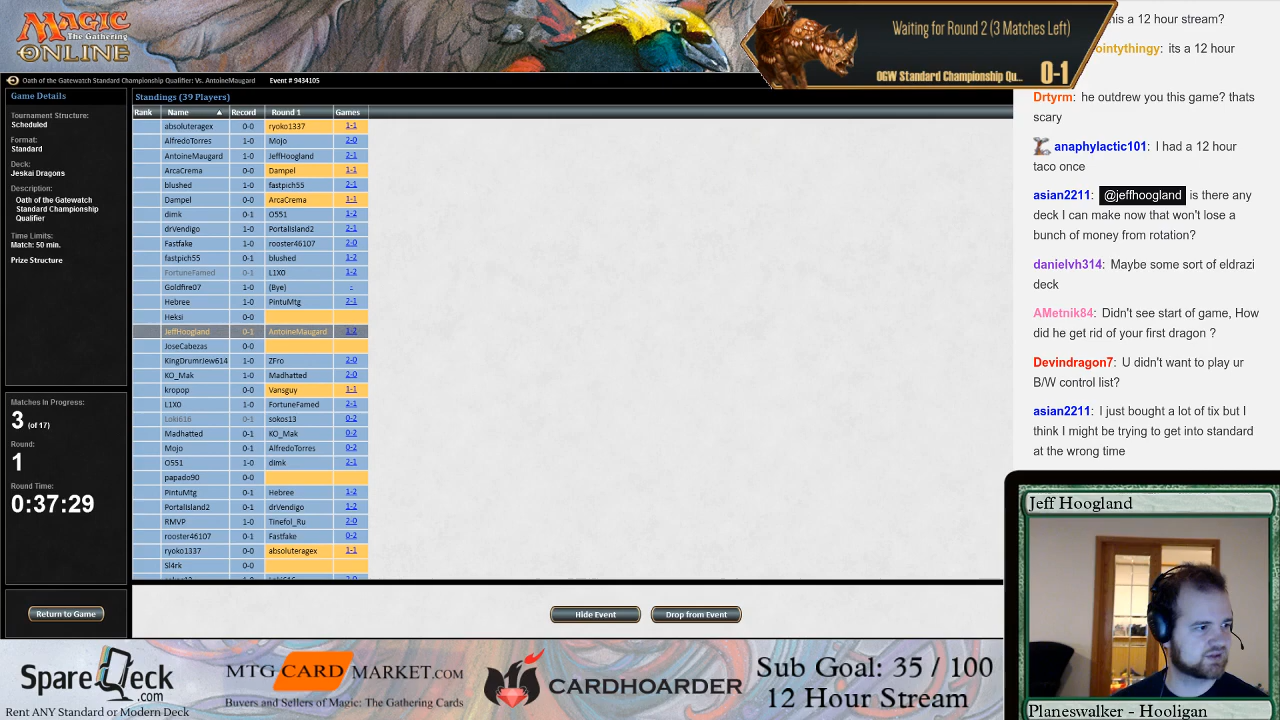 MAGIC
The Gathering
ONLINE
Waiting for Round 2 (3 Matches Left)
OGW Standard Championship Qu...
0-1
Oath of the Gatewatch Standard Championship Qualifier: Vs. AntoineMaugard Event # 9434105
Game Details
Tournament Structure:
Scheduled
Format:
Standard
Deck:
Jeskai Dragons
Description:
Oath of the Gatewatch
Standard Championship
Qualifier
Time Limits:
Match: 50 min.
Prize Structure
Matches In Progress:
3 (of 17)
Round:
1
Round Time:
0:37:29
Return to Game
Standings (39 Players)
Rank Name Record Round 1 Games
absoluteragex 0-0 ryoko1337 1-1
AlfredoTorres 1-0 Mojo 2-0
AntoineMaugard 1-0 JeffHoogland 2-1
ArcaCrema 0-0 Dampel 1-1
blushed 1-0 fastpich55 2-1
Dampel 0-0 ArcaCrema 1-1
dimk 0-1 O551 1-2
drVendigo 1-0 PortalIsland2 2-1
Fastfake 1-0 rooster46107 2-0
fastpich55 0-1 blushed 1-2
FortuneFamed 0-1 L1X0 1-2
Goldfire07 1-0 (Bye) -
Hebree 1-0 PintuMtg 2-1
Heksi 0-0
JeffHoogland 0-1 AntoineMaugard 1-2
JoseCabezas 0-0
KingDrumrJew614 1-0 ZFro 2-0
KO_Mak 1-0 Madhatted 2-0
kropop 0-0 Vansguy 1-1
L1X0 1-0 FortuneFamed 2-1
Loki616 0-1 sokos13 0-2
Madhatted 0-1 KO_Mak 0-2
Mojo 0-1 AlfredoTorres 0-2
O551 1-0 dimk 2-1
papado90 0-0
PintuMtg 0-1 Hebree 1-2
PortalIsland2 0-1 drVendigo 1-2
RMVP 1-0 Tinefol_Ru 2-0
rooster46107 0-1 Fastfake 0-2
ryoko1337 0-0 absoluteragex 1-1
Sl4rk 0-0
sokos13 1-0 Loki616 2-0
Hide Event
Drop from Event
his a 12 hour stream?
ointythingy: its a 12 hour
Drtyrm: he outdrew you this game? thats
scary
anaphylactic101: I had a 12 hour
taco once
asian2211: @jeffhoogland is there any
deck I can make now that won't lose a
bunch of money from rotation?
danielvh314: Maybe some sort of eldrazi
deck
AMetnik84: Didn't see start of game, How
did he get rid of your first dragon ?
Devindragon7: U didn't want to play ur
B/W control list?
asian2211: I just bought a lot of tix but I
think I might be trying to get into standard
at the wrong time
Jeff Hoogland
Planeswalker - Hooligan
SpareDeck
.com
Rent ANY Standard or Modern Deck
MTG CARD MARKET.COM
Buyers and Sellers of Magic: The Gathering Cards
CARDHOARDER
Sub Goal: 35 / 100
12 Hour Stream